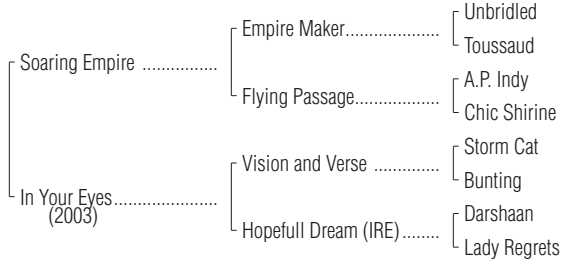 Unbridled
Empire Maker.....................
Toussaud
Soaring Empire ................
A.P. Indy
Flying Passage...................
Chic Shirine
Storm Cat
Vision and Verse ...............
Bunting
In Your Eyes.......................
(2003)
Darshaan
Hopefull Dream (IRE)........
Lady Regrets